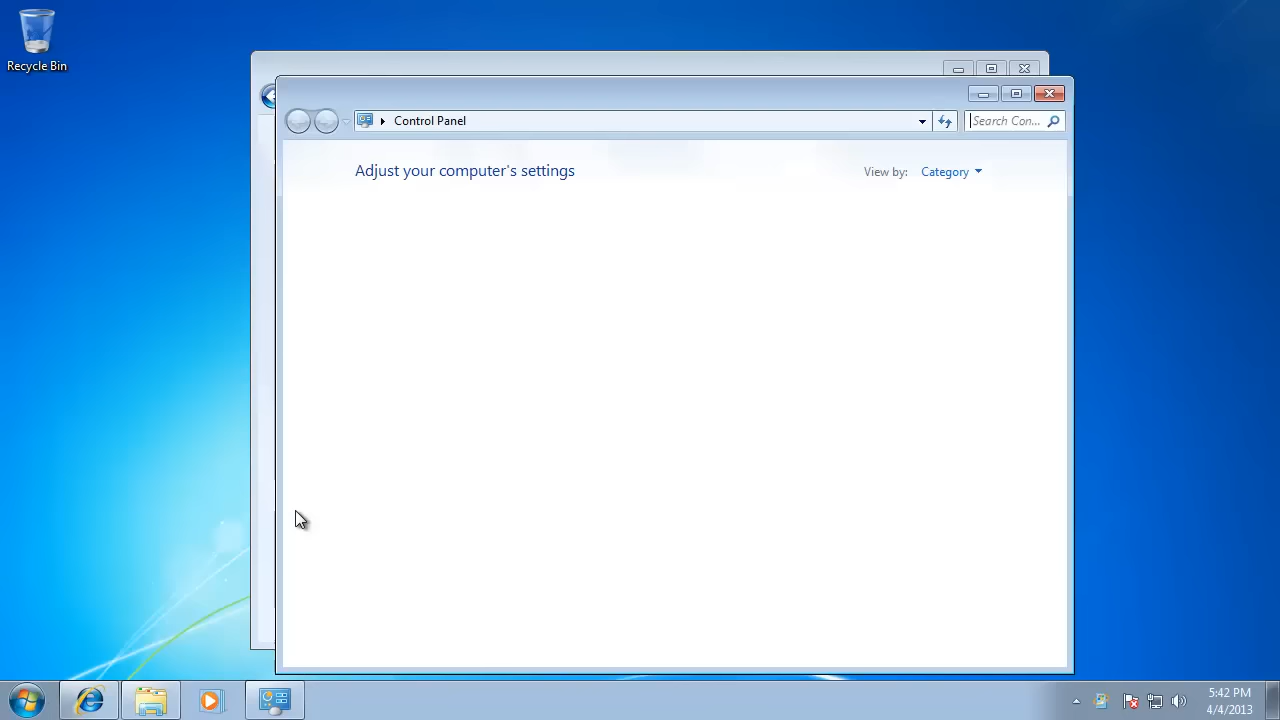 Recycle Bin
Control Panel
Search Con...
Adjust your computer's settings
View by: Category
5:42 PM
4/4/2013